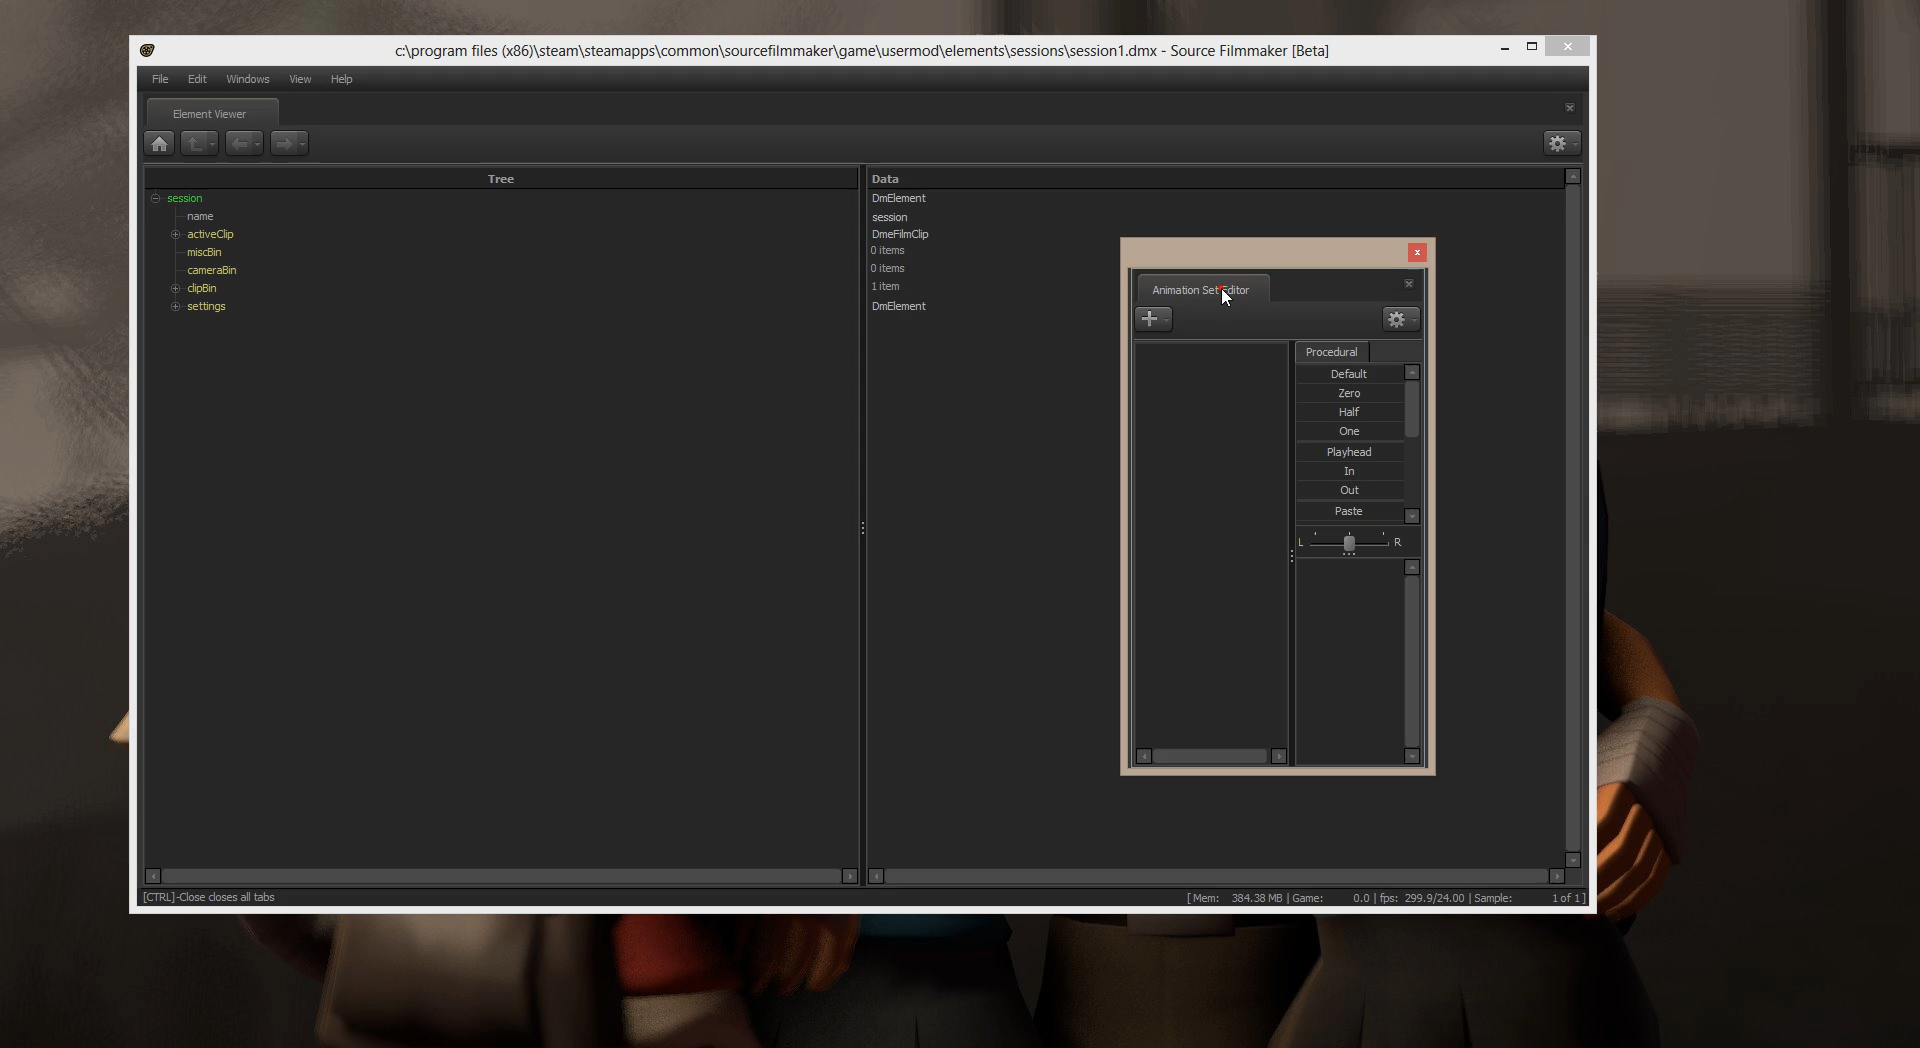 c:\program files (x86)\steam\steamapps\common\sourcefilmmaker\game\usermod\elements\sessions\session1.dmx - Source Filmmaker [Beta]
File Edit Windows View Help
Element Viewer
Tree Data
session DmElement
name session
activeClip DmeFilmClip
miscBin 0 items
cameraBin 0 items
clipBin 1 item
settings DmElement
Animation Set Editor
Procedural
Default
Zero
Half
One
Playhead
In
Out
Paste
L R
[CTRL]-Close closes all tabs [ Mem: 384.38 MB | Game: 0.0 | fps: 299.9/24.00 | Sample: 1 of 1 ]